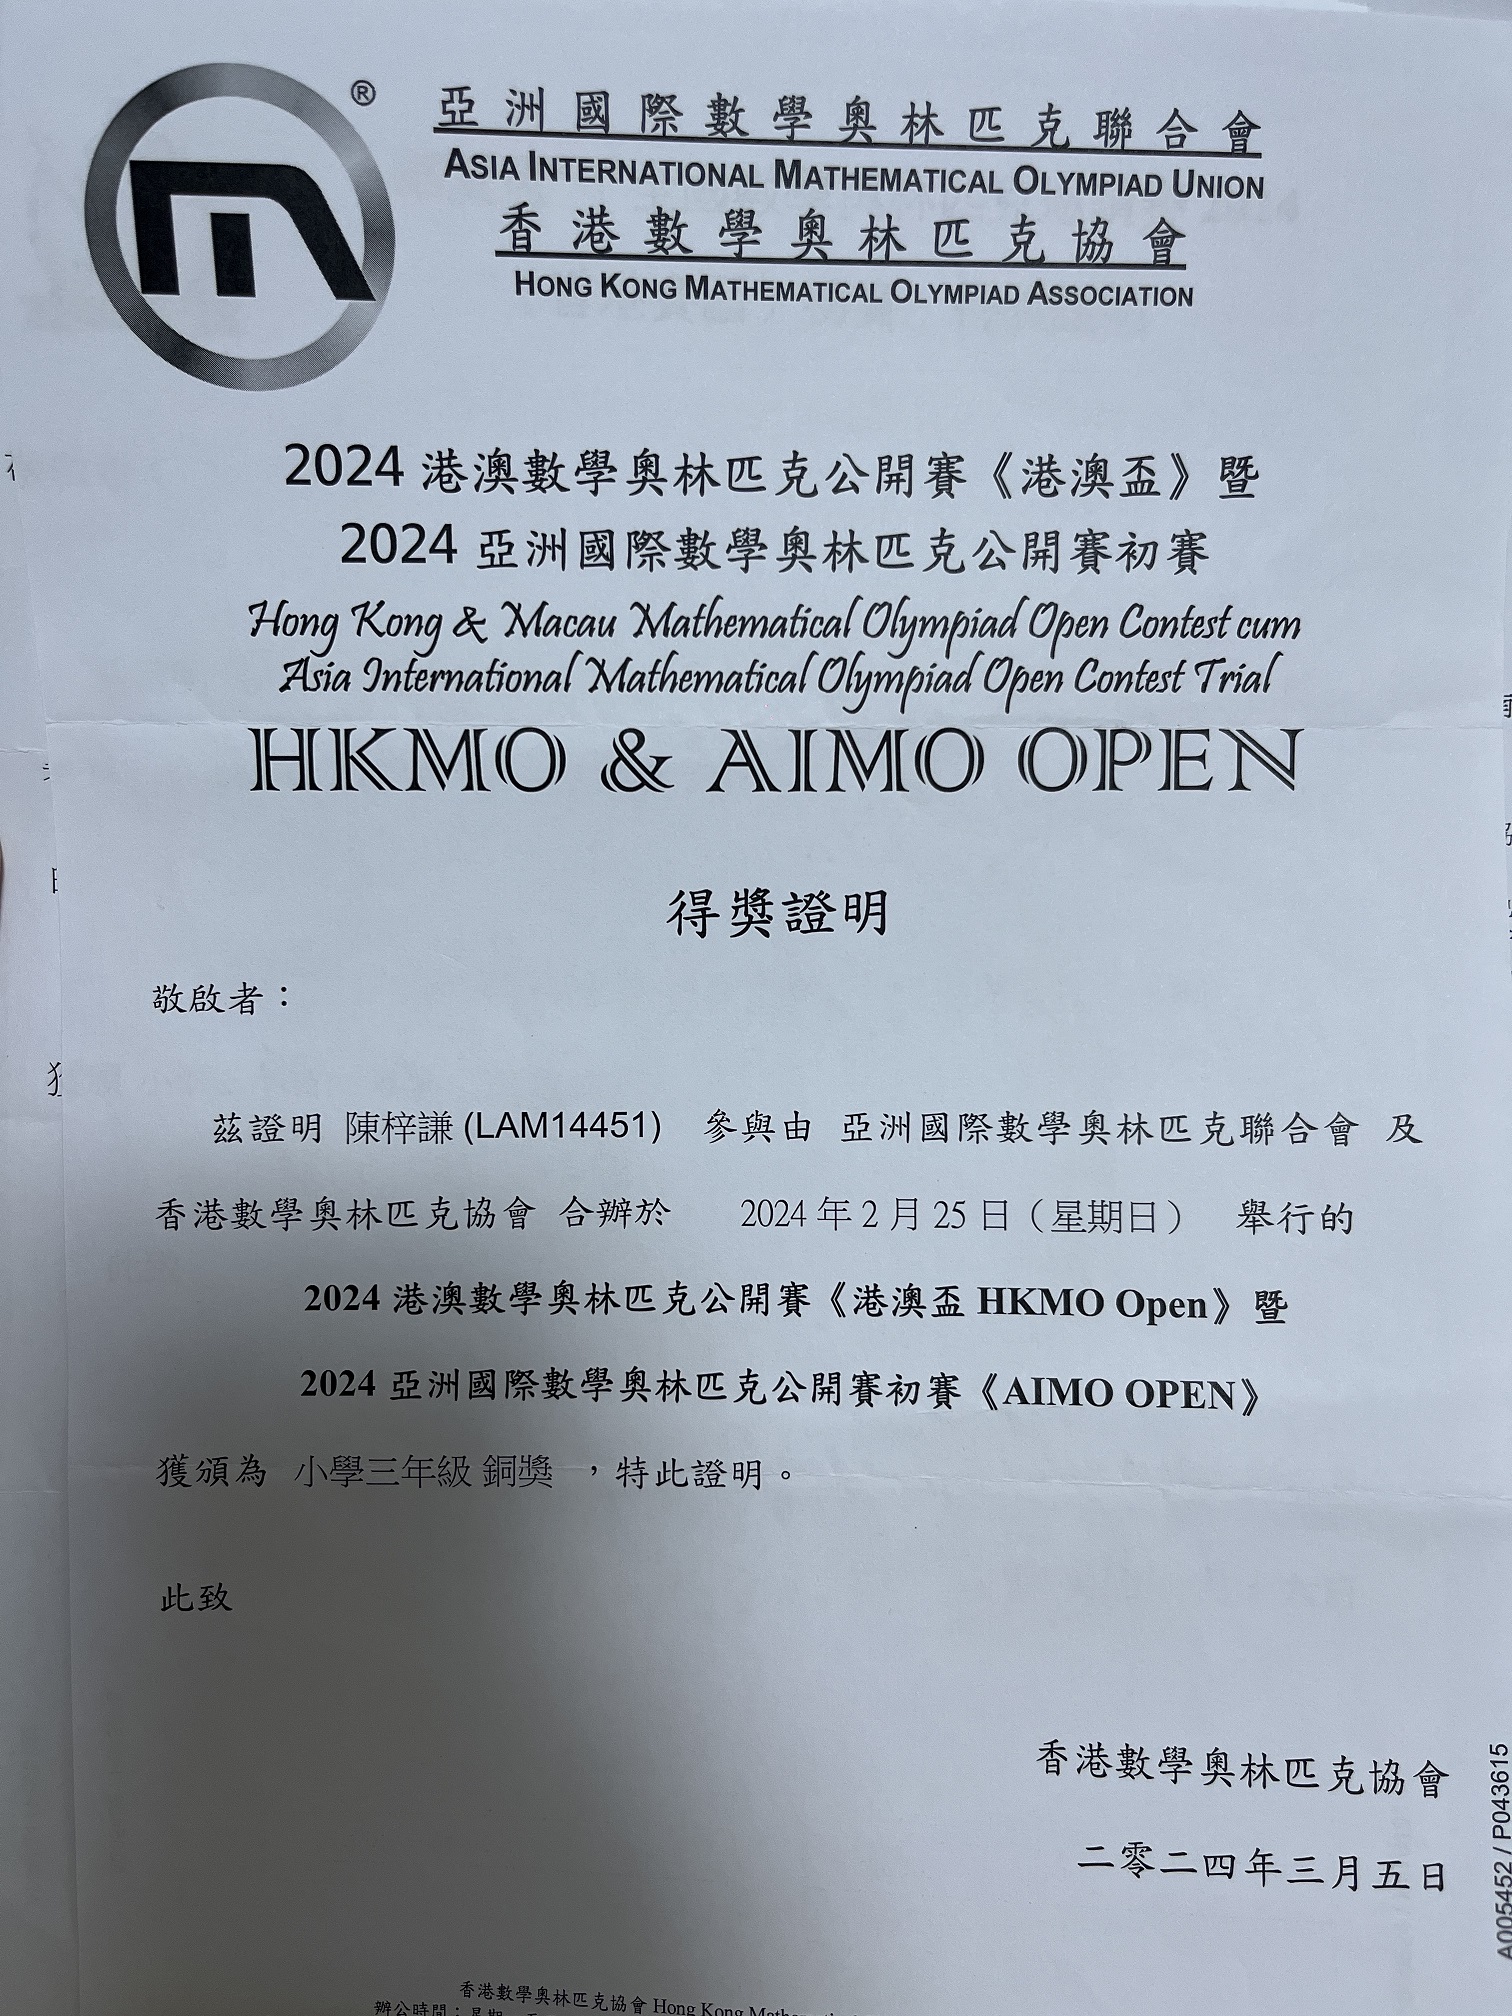 ®
亞洲國際數學奧林匹克聯合會
ASIA INTERNATIONAL MATHEMATICAL OLYMPIAD UNION
香港數學奧林匹克協會
HONG KONG MATHEMATICAL OLYMPIAD ASSOCIATION
2024 港澳數學奧林匹克公開賽《港澳盃》暨
2024 亞洲國際數學奧林匹克公開賽初賽
Hong Kong & Macau Mathematical Olympiad Open Contest cum
Asia International Mathematical Olympiad Open Contest Trial
HKMO & AIMO OPEN
得獎證明
敬啟者：
茲證明 陳梓謙 (LAM14451) 參與由 亞洲國際數學奧林匹克聯合會 及
香港數學奧林匹克協會 合辦於 2024 年 2 月 25 日（星期日） 舉行的
2024 港澳數學奧林匹克公開賽《港澳盃 HKMO Open》暨
2024 亞洲國際數學奧林匹克公開賽初賽《AIMO OPEN》
獲頒為 小學三年級 銅獎 ，特此證明。
此致
香港數學奧林匹克協會
二零二四年三月五日
A005452 / P043615
香港數學奧林匹克協會 Hong Kong
辦公時間：星期